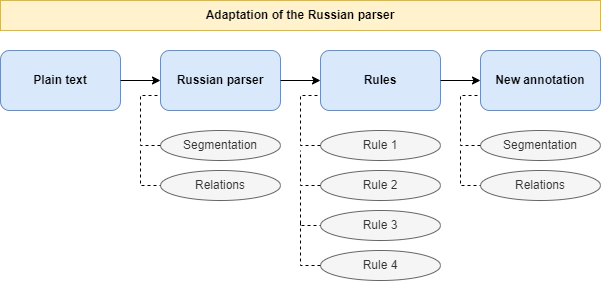 Adaptation of the Russian parser
Plain text
Russian parser
Rules
New annotation
Segmentation
Relations
Rule 1
Rule 2
Rule 3
Rule 4
Segmentation
Relations